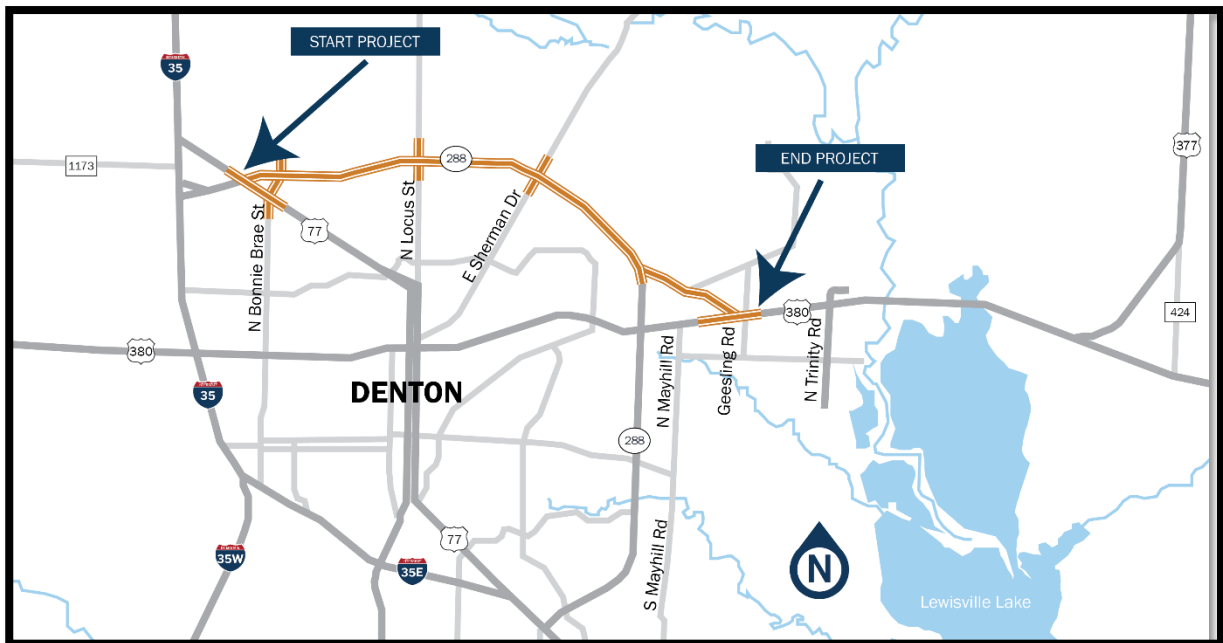 START PROJECT
35
1173
288
END PROJECT
377
N Bonnie Brae St
N Locust St
E Sherman Dr
77
380
424
380
N Mayhill Rd
Geesling Rd
N Trinity Rd
35
DENTON
288
S Mayhill Rd
77
35W
35E
N
Lewisville Lake